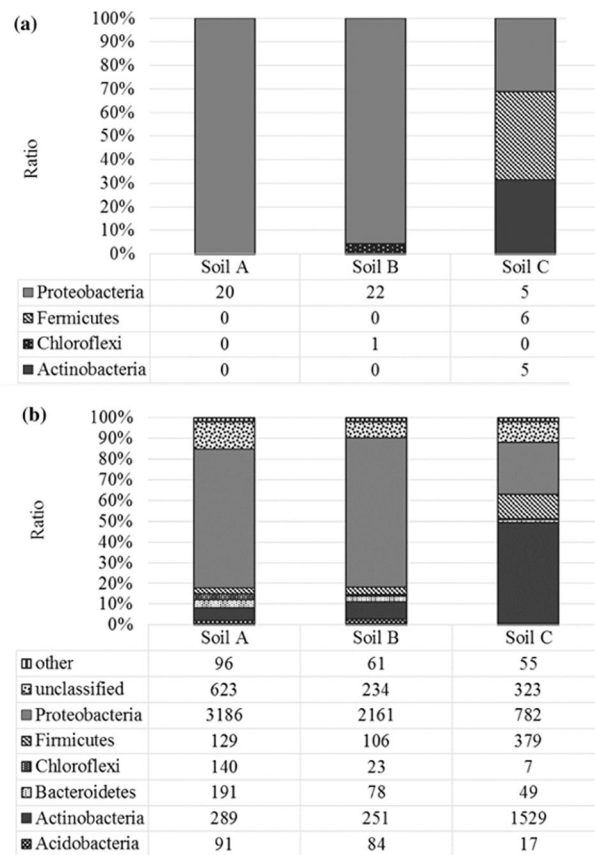 (a)
100%
90%
80%
70%
60%
50%
40%
30%
20%
10%
0%
Ratio
Soil A Soil B Soil C
Proteobacteria 20 22 5
Fermicutes 0 0 6
Chloroflexi 0 1 0
Actinobacteria 0 0 5
(b)
100%
90%
80%
70%
60%
50%
40%
30%
20%
10%
0%
Ratio
Soil A Soil B Soil C
other 96 61 55
unclassified 623 234 323
Proteobacteria 3186 2161 782
Firmicutes 129 106 379
Chloroflexi 140 23 7
Bacteroidetes 191 78 49
Actinobacteria 289 251 1529
Acidobacteria 91 84 17